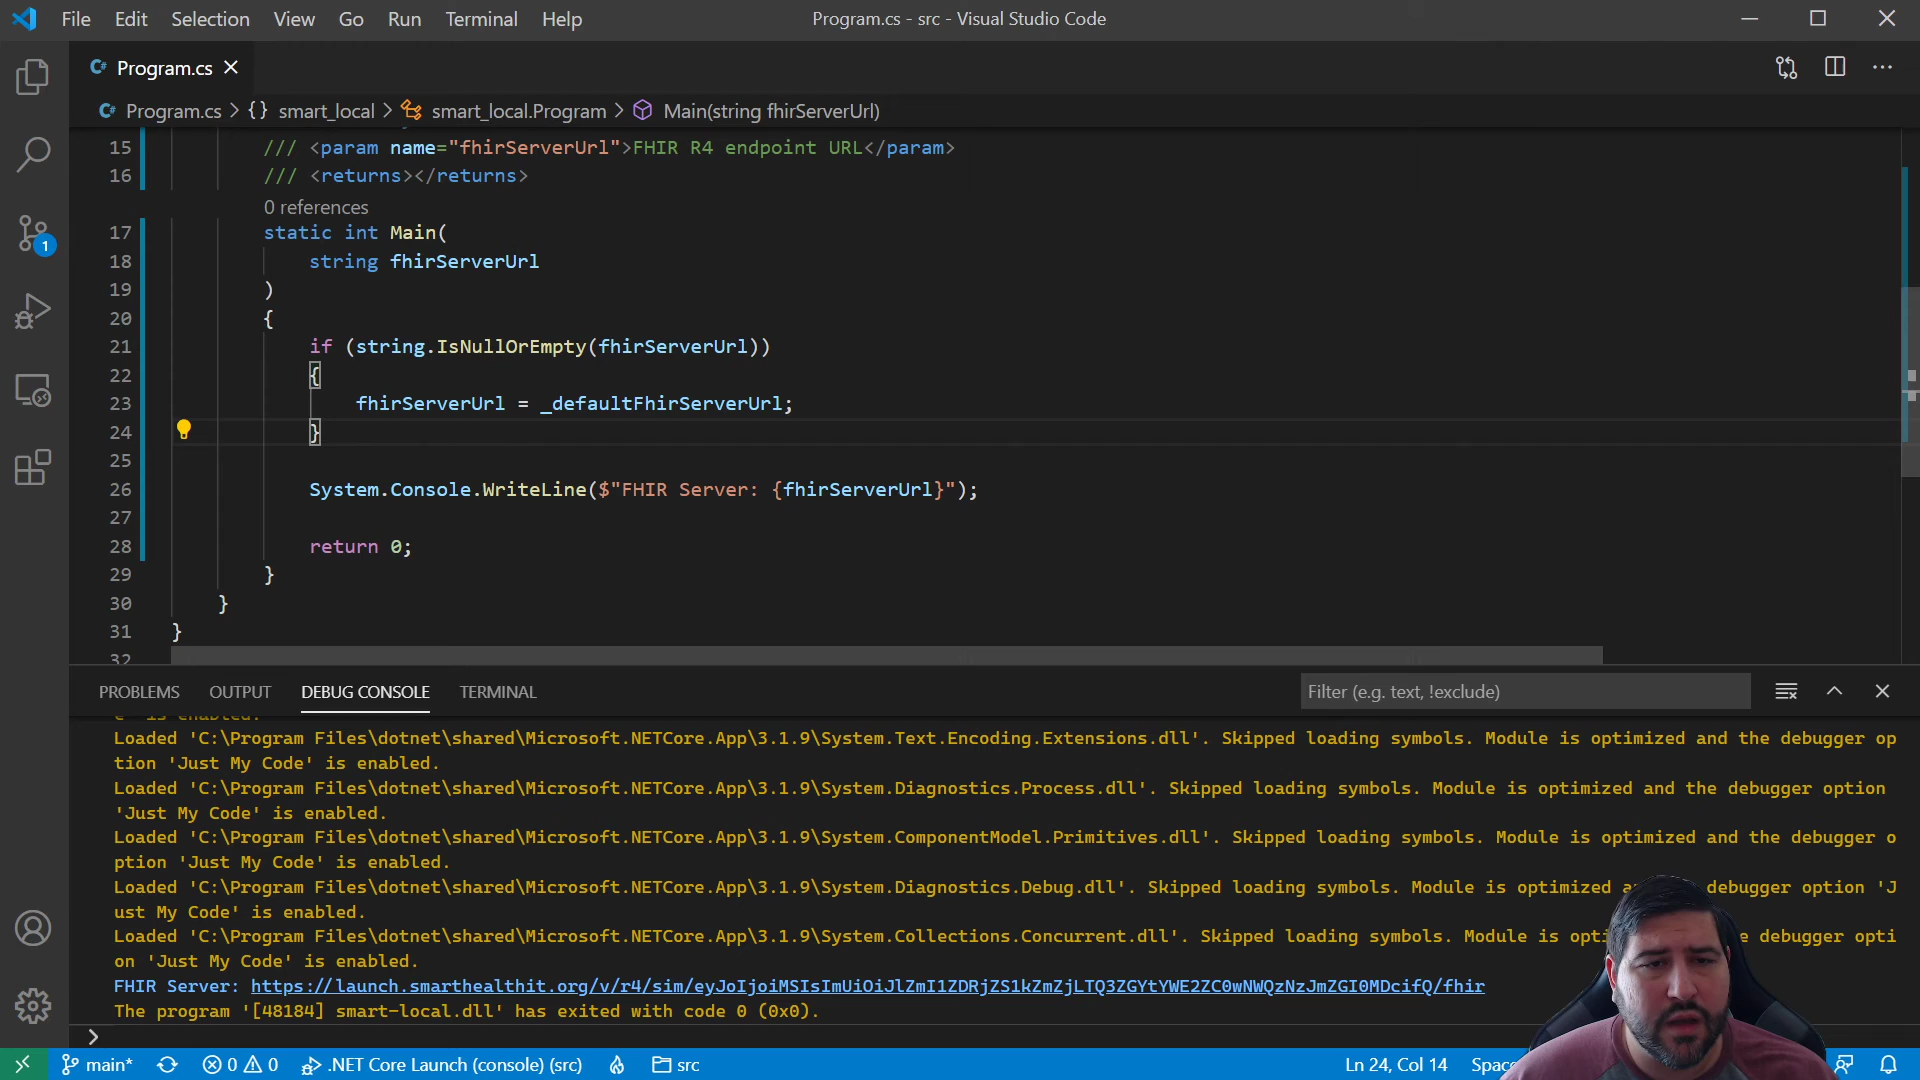 File Edit Selection View Go Run Terminal Help
Program.cs - src - Visual Studio Code
Program.cs
Program.cs > {} smart_local > smart_local.Program > Main(string fhirServerUrl)
15 /// <param name="fhirServerUrl">FHIR R4 endpoint URL</param>
16 /// <returns></returns>
0 references
17 static int Main(
18 string fhirServerUrl
19 )
20 {
21 if (string.IsNullOrEmpty(fhirServerUrl))
22 {
23 fhirServerUrl = _defaultFhirServerUrl;
24 }
25
26 System.Console.WriteLine($"FHIR Server: {fhirServerUrl}");
27
28 return 0;
29 }
30 }
31 }
32
PROBLEMS OUTPUT DEBUG CONSOLE TERMINAL
Filter (e.g. text, !exclude)
e' is enabled.
Loaded 'C:\Program Files\dotnet\shared\Microsoft.NETCore.App\3.1.9\System.Text.Encoding.Extensions.dll'. Skipped loading symbols. Module is optimized and the debugger op
tion 'Just My Code' is enabled.
Loaded 'C:\Program Files\dotnet\shared\Microsoft.NETCore.App\3.1.9\System.Diagnostics.Process.dll'. Skipped loading symbols. Module is optimized and the debugger option
'Just My Code' is enabled.
Loaded 'C:\Program Files\dotnet\shared\Microsoft.NETCore.App\3.1.9\System.ComponentModel.Primitives.dll'. Skipped loading symbols. Module is optimized and the debugger o
ption 'Just My Code' is enabled.
Loaded 'C:\Program Files\dotnet\shared\Microsoft.NETCore.App\3.1.9\System.Diagnostics.Debug.dll'. Skipped loading symbols. Module is optimized debugger option 'J
ust My Code' is enabled.
Loaded 'C:\Program Files\dotnet\shared\Microsoft.NETCore.App\3.1.9\System.Collections.Concurrent.dll'. Skipped loading symbols. Module is debugger opti
on 'Just My Code' is enabled.
FHIR Server: https://launch.smarthealthit.org/v/r4/sim/eyJoIjoiMSIsImUiOiJlZmI1ZDRjZS1kZmZjLTQ3ZGYtYWE2ZC0wNWQzNzJmZGI0MDcifQ/fhir
The program '[48184] smart-local.dll' has exited with code 0 (0x0).
>
main* 0 0 .NET Core Launch (console) (src) src Ln 24, Col 14
1